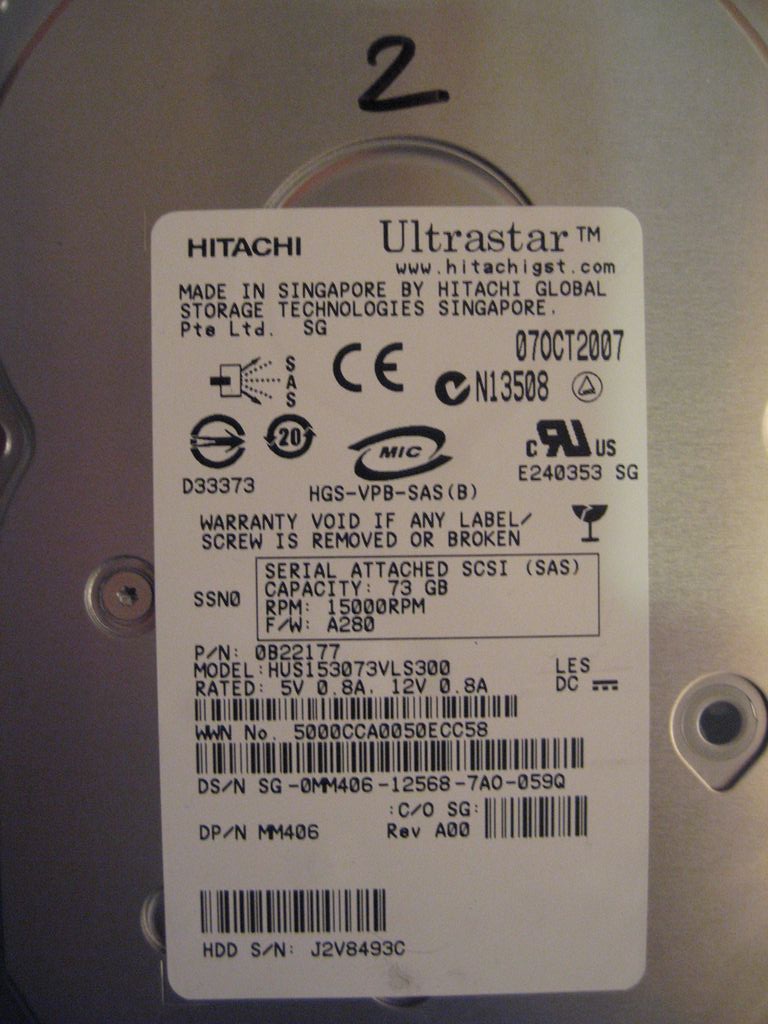 2
HITACHI Ultrastar™
www.hitachigst.com
MADE IN SINGAPORE BY HITACHI GLOBAL
STORAGE TECHNOLOGIES SINGAPORE.
Pte Ltd. SG
07OCT2007
SAS
CE
N13508
20
MIC
c RU US
D33373
HGS-VPB-SAS(B)
E240353 SG
WARRANTY VOID IF ANY LABEL/
SCREW IS REMOVED OR BROKEN
SSN0
SERIAL ATTACHED SCSI (SAS)
CAPACITY: 73 GB
RPM: 15000RPM
F/W: A280
P/N: 0B22177
MODEL:HUS153073VLS300 LES
RATED: 5V 0.8A, 12V 0.8A DC
WWN No. 5000CCA0050ECC58
DS/N SG-0MM406-12568-7AO-059Q
:C/O SG:
DP/N MM406 Rev A00
HDD S/N: J2V8493C